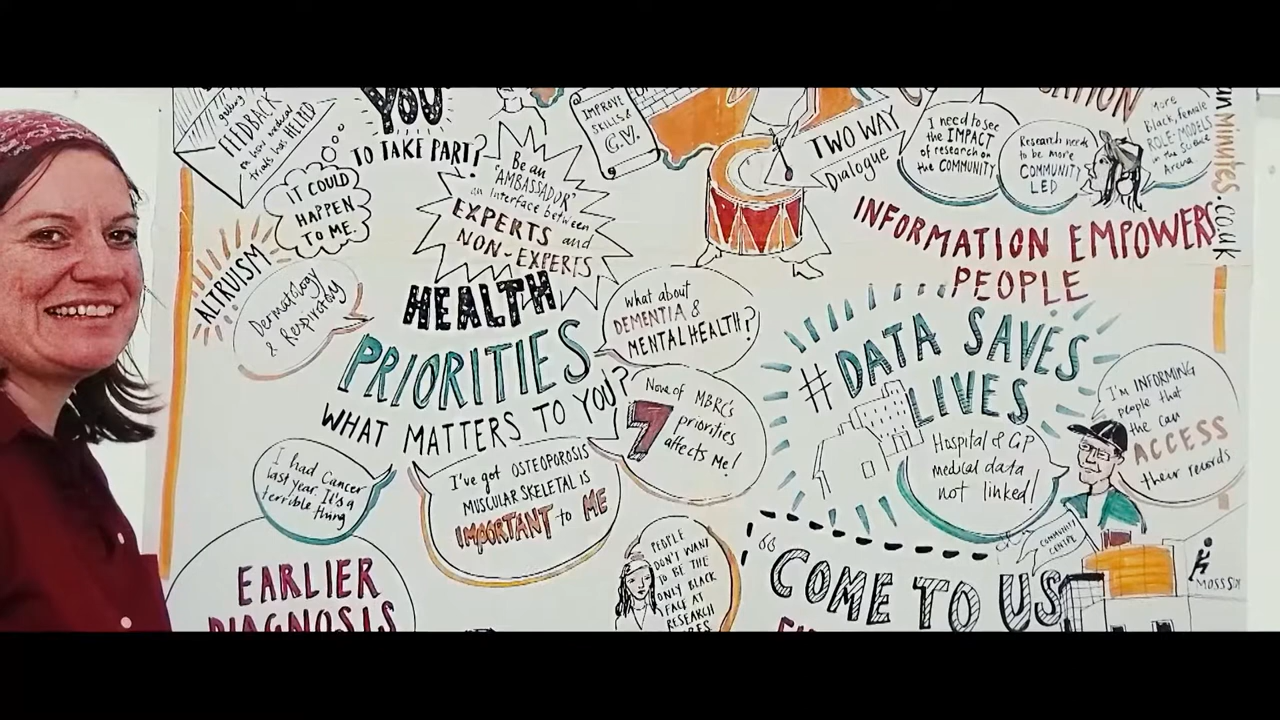 FEEDBACK
on how medical
trials has HELPED
YOU
TO TAKE PART?
IT COULD
HAPPEN
TO ME.
ALTRUISM
Dermatology
& Respiratory
Be an
'AMBASSADOR'
an interface between
EXPERTS and
NON-EXPERTS
IMPROVE
SKILLS &
C.V.
TWO WAY
Dialogue
I need to see
the IMPACT
of research on
the COMMUNITY
Research needs
to be more
COMMUNITY
LED
More
black, female
ROLE-MODELS
in the Science
Arena
Minutes.co.uk
INFORMATION EMPOWERS
PEOPLE
HEALTH
PRIORITIES
WHAT MATTERS TO YOU?
What about
DEMENTIA &
MENTAL HEALTH?
None of MBRC's
7 priorities
affects Me!
I had Cancer
last year. It's a
terrible thing
I've got OSTEOPOROSIS
MUSCULAR SKELETAL IS
IMPORTANT to ME
EARLIER
DIAGNOSIS
PEOPLE
DON'T WANT
TO BE THE
ONLY BLACK
FACE AT
RESEARCH
#DATA SAVES
LIVES
Hospital & GP
medical data
not linked!
I'm INFORMING
people that
the can
ACCESS
their records
COMMUNITY
CENTRE
"COME TO US
MOSS SIDE